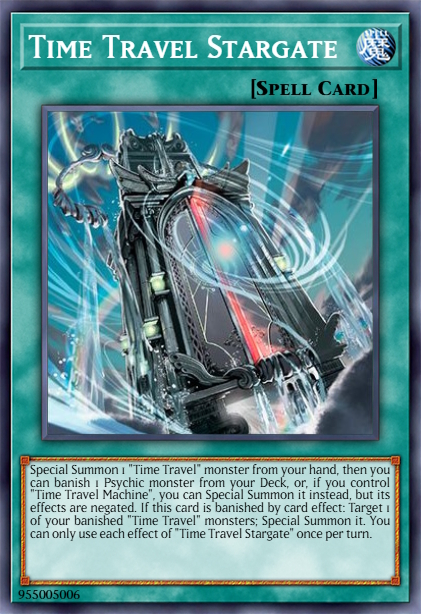 Time Travel Stargate
魔
[Spell Card]
Special Summon 1 "Time Travel" monster from your hand, then you
can banish 1 Psychic monster from your Deck, or, if you control
"Time Travel Machine", you can Special Summon it instead, but its
effects are negated. If this card is banished by card effect: Target 1
of your banished "Time Travel" monsters; Special Summon it. You
can only use each effect of "Time Travel Stargate" once per turn.
955005006